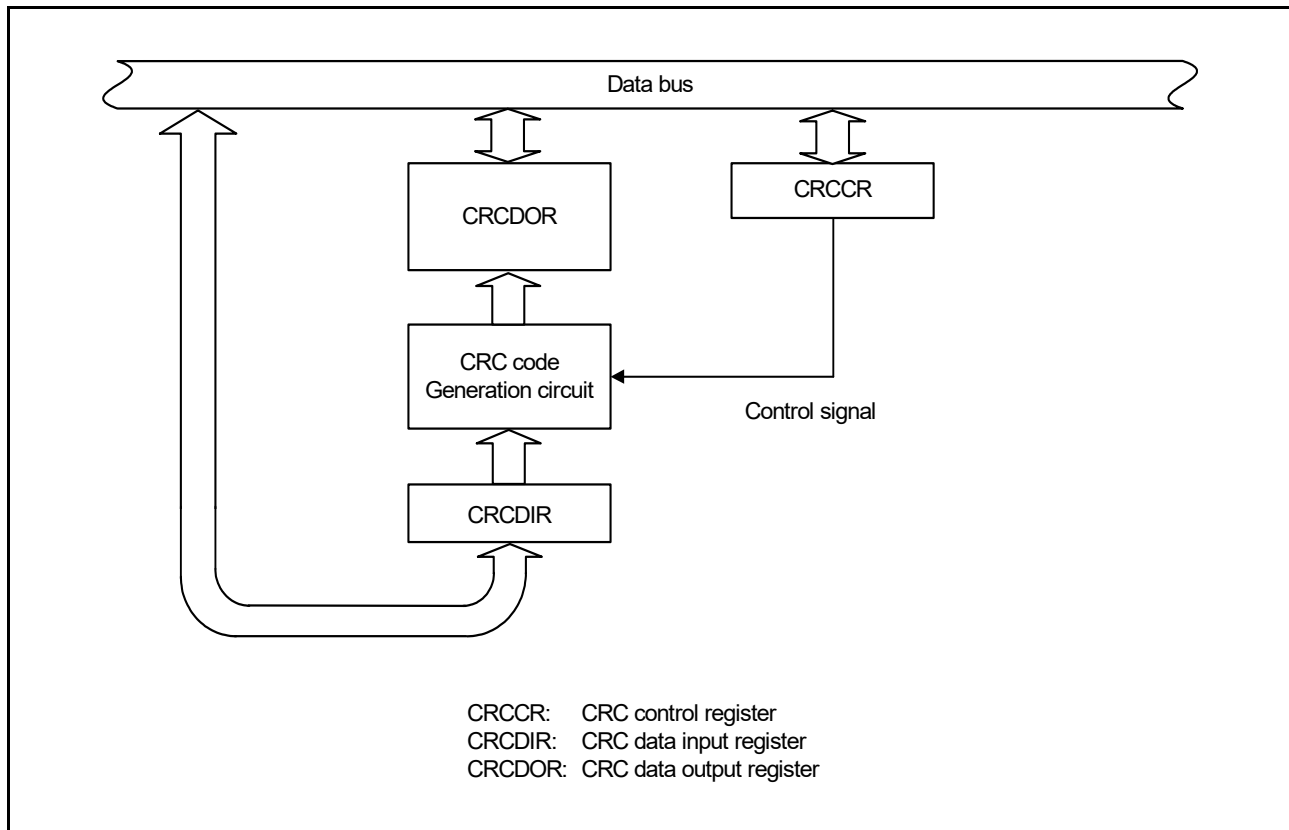 Data bus
CRCDOR
CRCCR
CRC code
Generation circuit
Control signal
CRCDIR
CRCCR: CRC control register
CRCDIR: CRC data input register
CRCDOR: CRC data output register